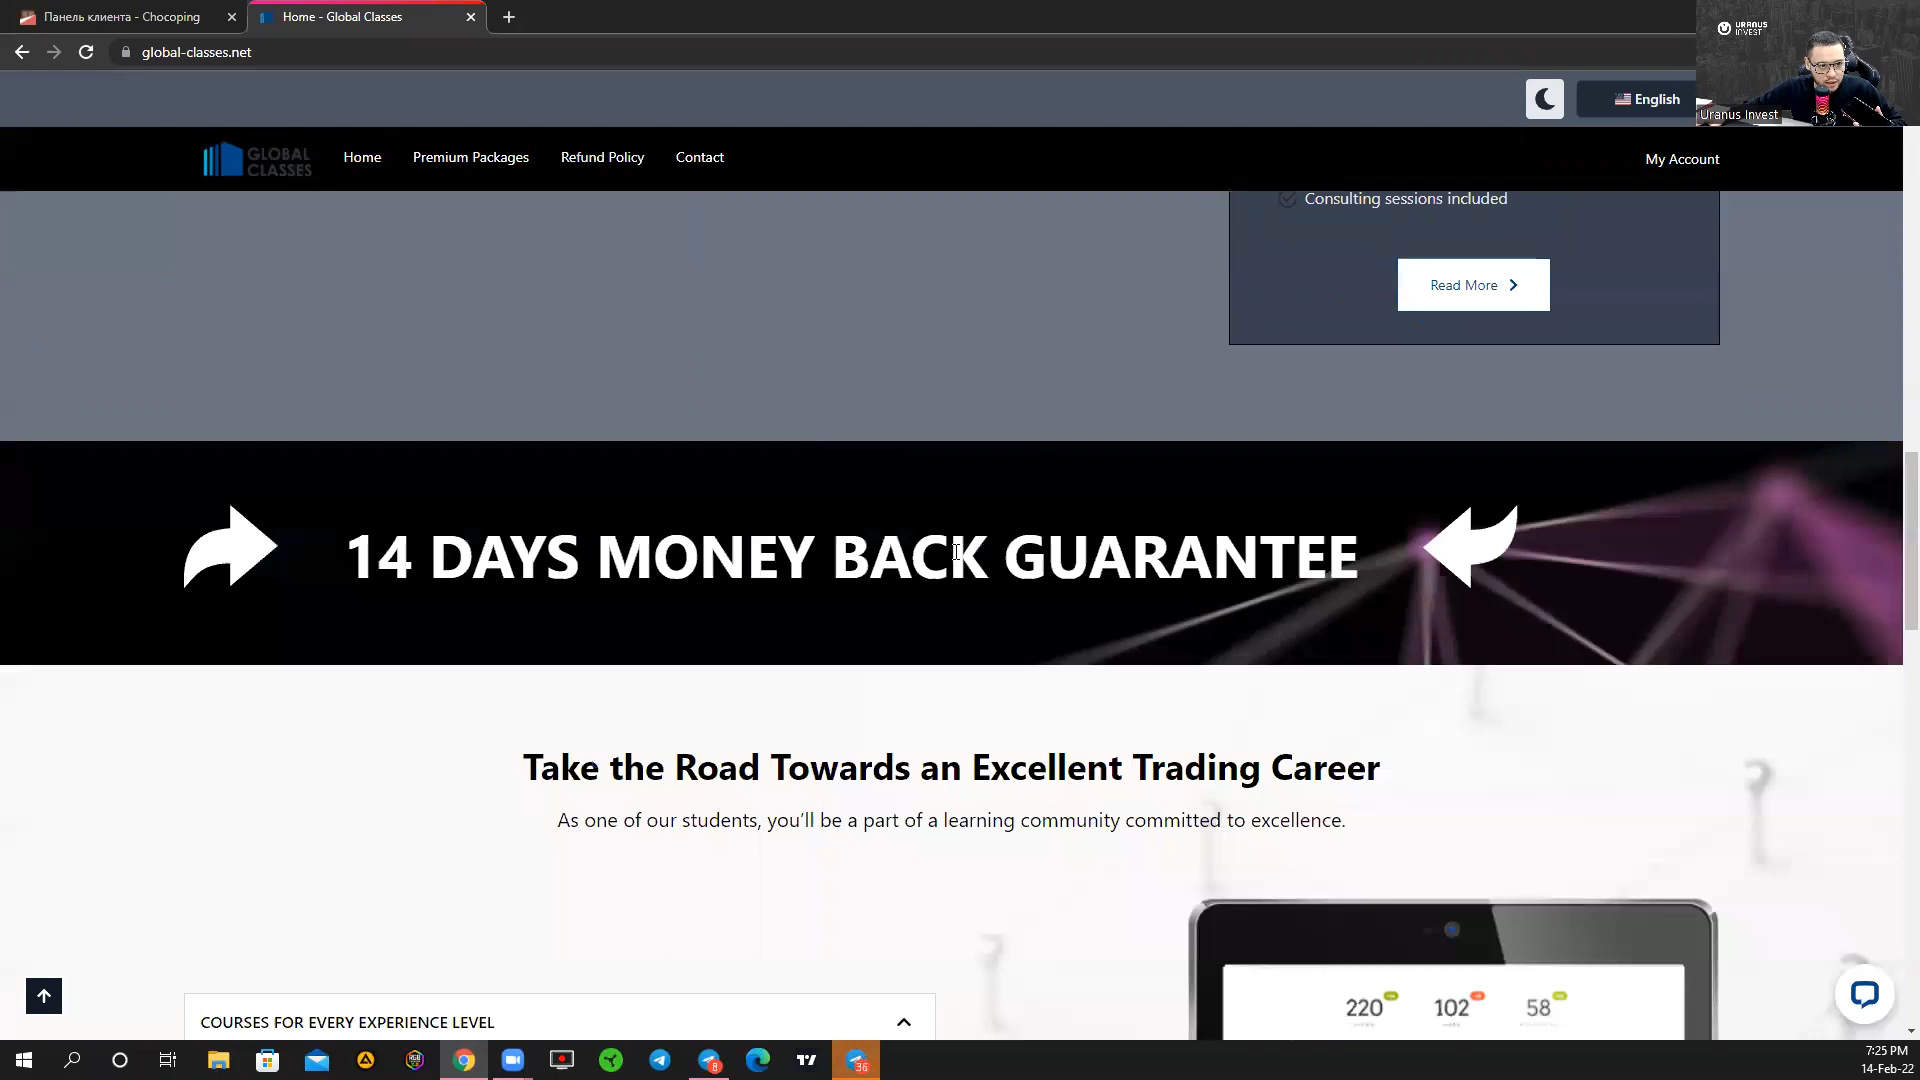 Панель клиента - Chocoping
Home - Global Classes
global-classes.net
URANUS
INVEST
English
Uranus Invest
GLOBAL
CLASSES
Home
Premium Packages
Refund Policy
Contact
My Account
Consulting sessions included
Read More
14 DAYS MONEY BACK GUARANTEE
Take the Road Towards an Excellent Trading Career
As one of our students, you'll be a part of a learning community committed to excellence.
220
102
58
COURSES FOR EVERY EXPERIENCE LEVEL
RGB
8
36
7:25 PM
14-Feb-22